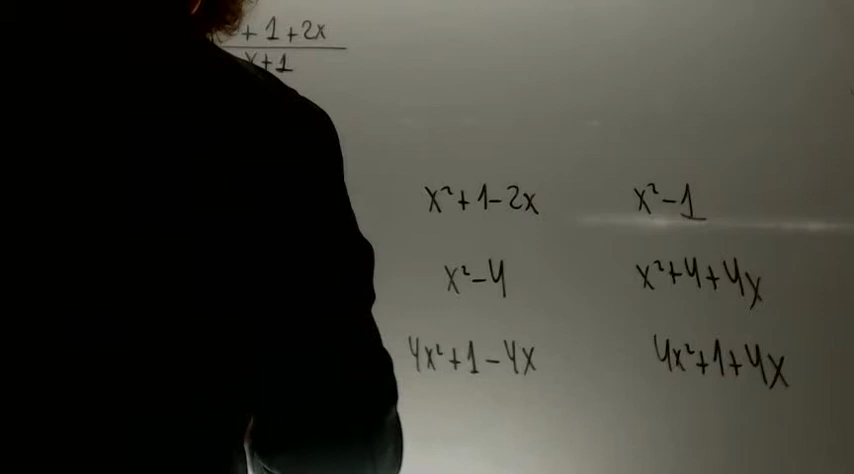 + 1 + 2x
x + 1
x² + 1 - 2x
x² - 1
x² - 4
x² + 4 + 4x
4x² + 1 - 4x
4x² + 1 + 4x